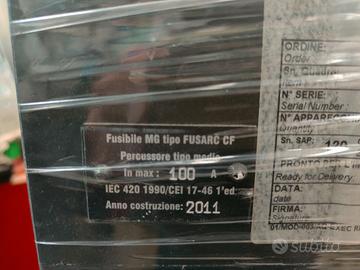 Fusibile MG tipo FUSARC CF
Percussore tipo medio
In max : 100 A
IEC 420 1990/CEI 17-46 1'ed.
Anno costruzione: 2011
ORDINE:
Order
Sn. Quadro
N° SERIE:
Serial Number :
N° APPARECC
Quantity
Sn. SAP:
PRONTO PER L
Ready for Delivery
DATA:
date
FIRMA:
Signature
subito